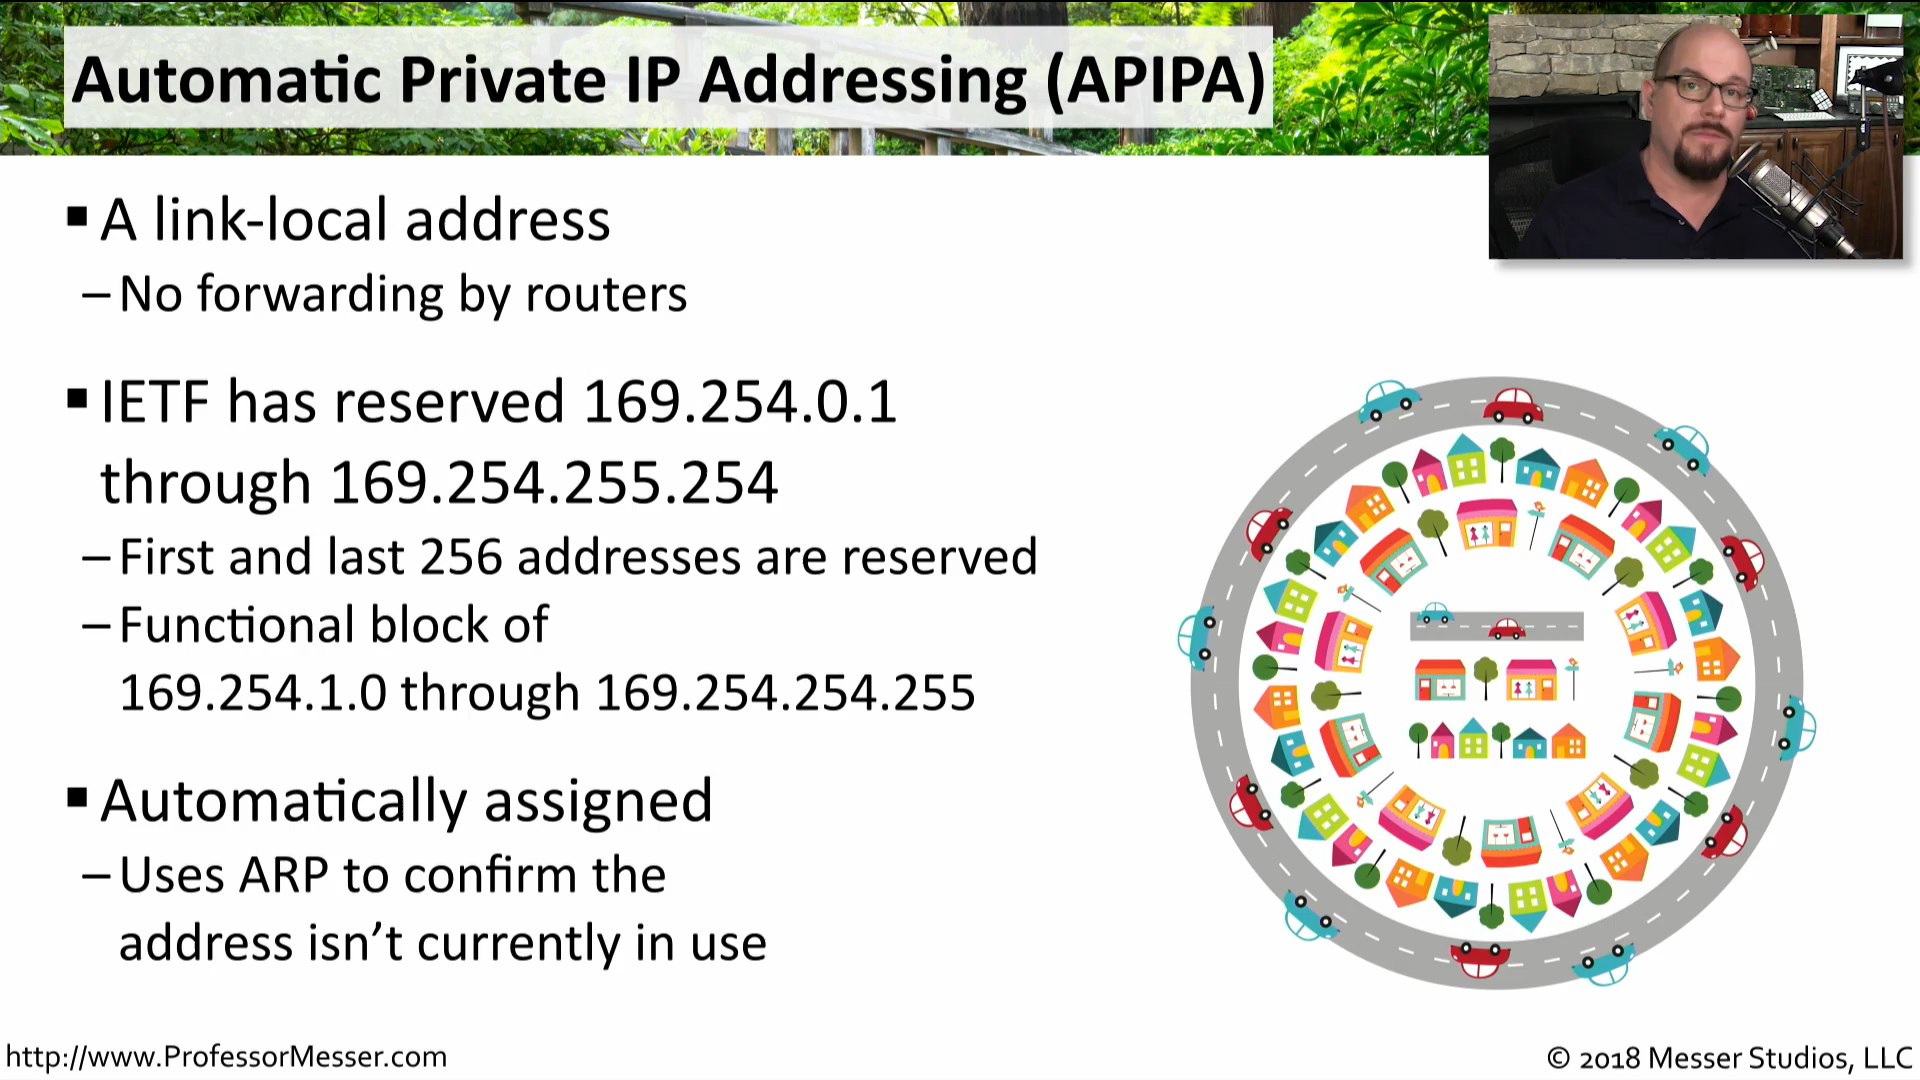 Automatic Private IP Addressing (APIPA)
▪ A link-local address
– No forwarding by routers
▪ IETF has reserved 169.254.0.1
through 169.254.255.254
– First and last 256 addresses are reserved
– Functional block of
169.254.1.0 through 169.254.254.255
▪ Automatically assigned
– Uses ARP to confirm the
address isn’t currently in use
http://www.ProfessorMesser.com
© 2018 Messer Studios, LLC